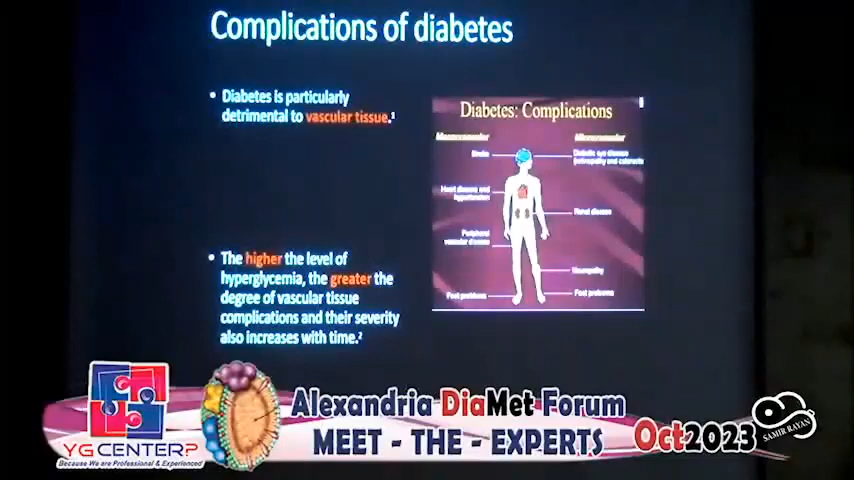 Complications of diabetes
• Diabetes is particularly
detrimental to vascular tissue.¹
• The higher the level of
hyperglycemia, the greater the
degree of vascular tissue
complications and their severity
also increases with time.²
Diabetes: Complications
Macrovascular
Microvascular
Brain
Diabetic eye disease
(retinopathy and cataracts)
Heart disease and
hypertension
Renal disease
Peripheral
vascular disease
Neuropathy
Foot problems
Foot problems
YGCENTERP
Because We are Professional & Experienced
Alexandria DiaMet Forum
MEET - THE - EXPERTS
Oct2023
SAMIR RAYAN